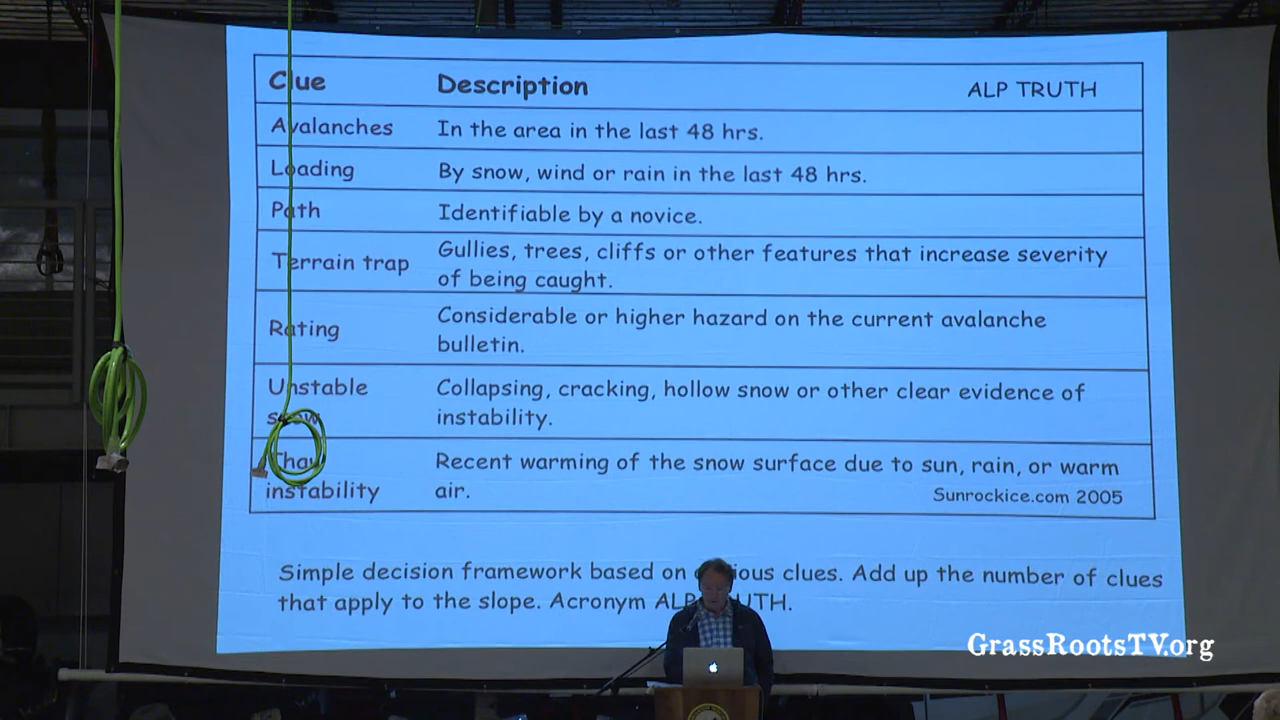 Clue Description ALP TRUTH
Avalanches In the area in the last 48 hrs.
Loading By snow, wind or rain in the last 48 hrs.
Path Identifiable by a novice.
Terrain trap Gullies, trees, cliffs or other features that increase severity
of being caught.
Rating Considerable or higher hazard on the current avalanche
bulletin.
Unstable Collapsing, cracking, hollow snow or other clear evidence of
snow instability.
Thaw Recent warming of the snow surface due to sun, rain, or warm
instability air. Sunrockice.com 2005
Simple decision framework based on clues. Add up the number of clues
that apply to the slope. Acronym ALP TRUTH.
GrassRootsTV.org